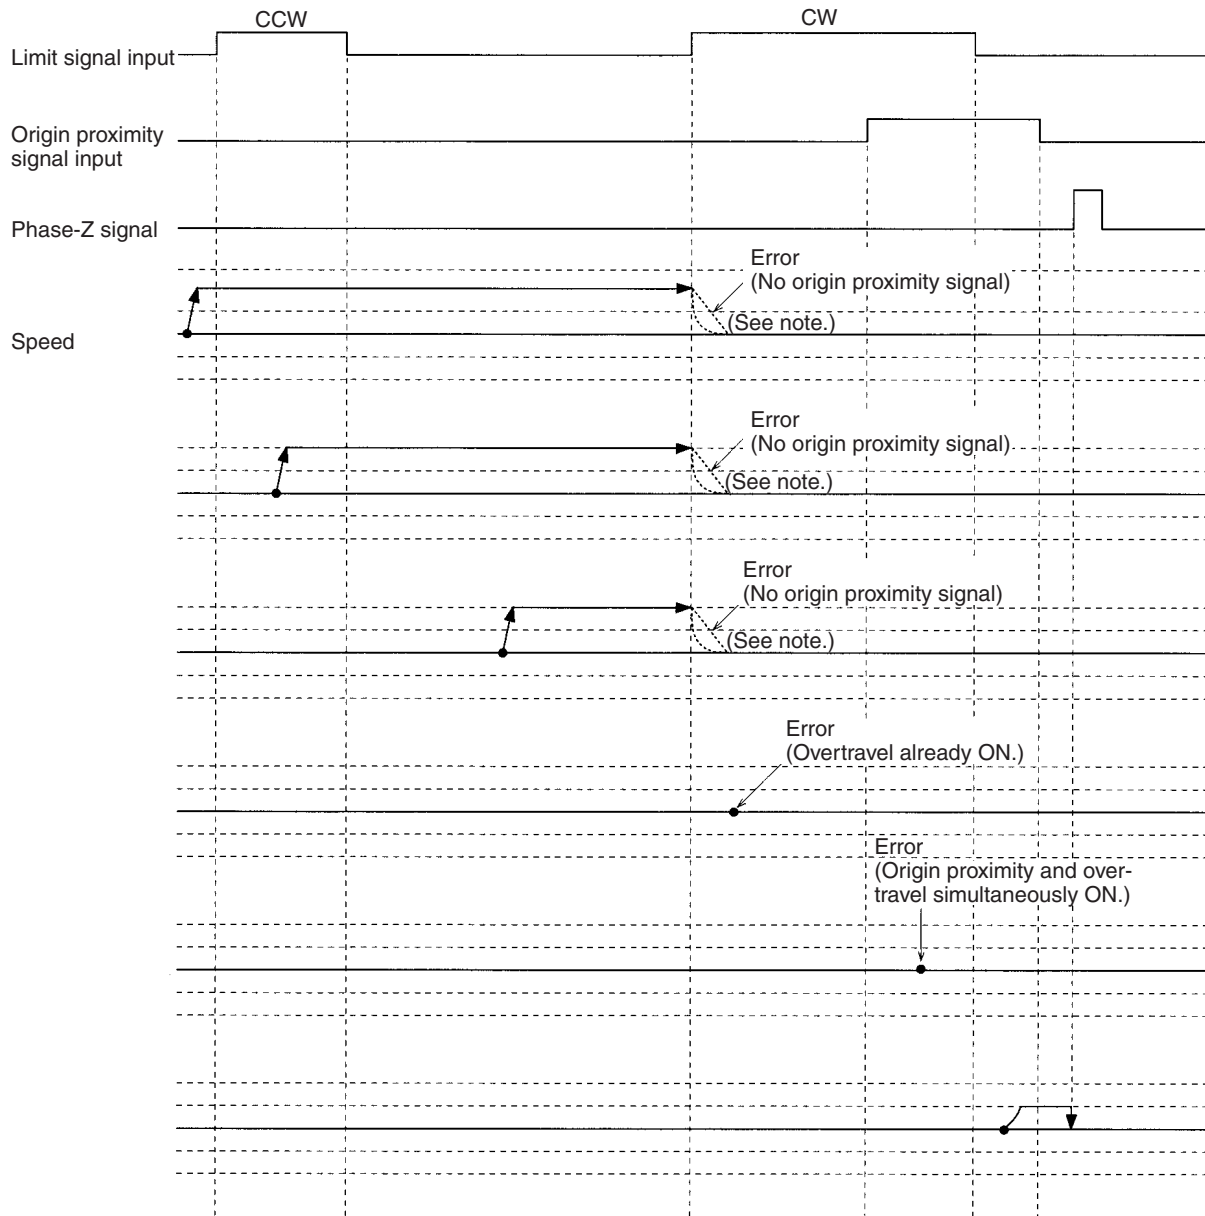 CCW
CW
Limit signal input
Origin proximity
signal input
Phase-Z signal
Error
(No origin proximity signal)
(See note.)
Speed
Error
(No origin proximity signal)
(See note.)
Error
(No origin proximity signal)
(See note.)
Error
(Overtravel already ON.)
Error
(Origin proximity and over-
travel simultaneously ON.)